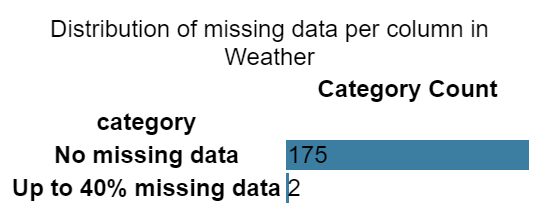 Distribution of missing data per column in
Weather
Category Count
category
No missing data 175
Up to 40% missing data 2